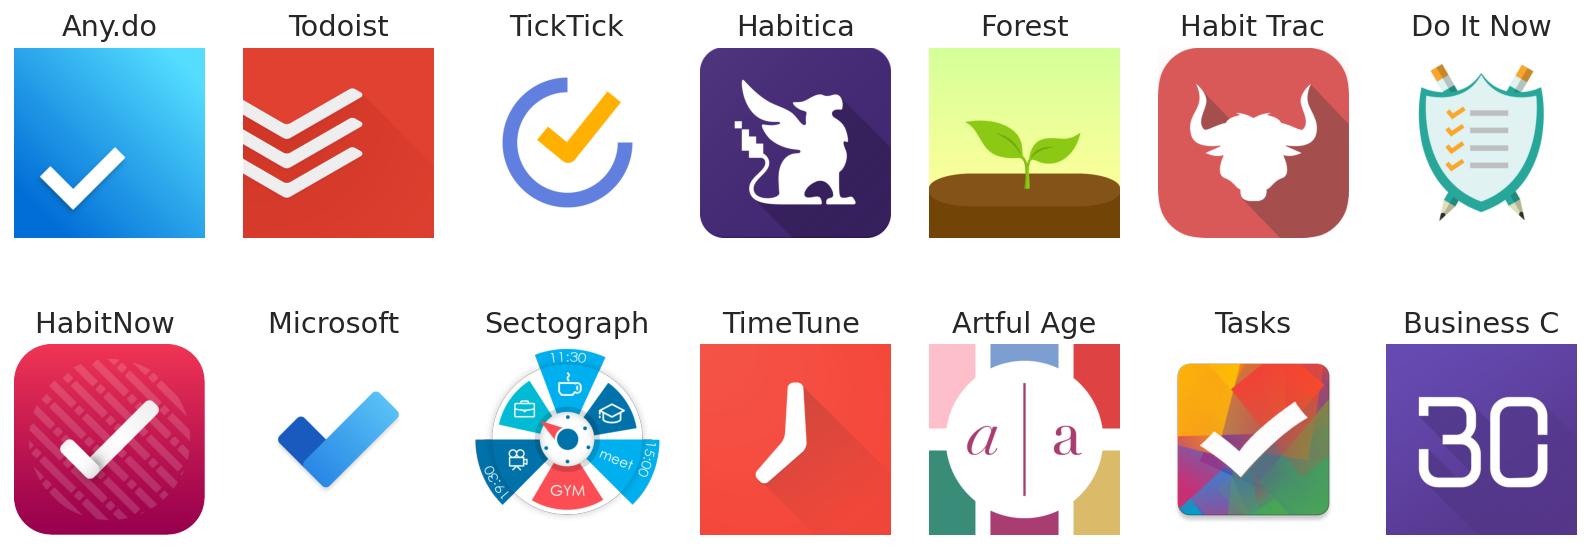 Any.do
Todoist
TickTick
Habitica
Forest
Habit Trac
Do It Now
HabitNow
Microsoft
Sectograph
TimeTune
Artful Age
Tasks
Business C
11:30
15:00
meet
GYM
19:30
a | a
30